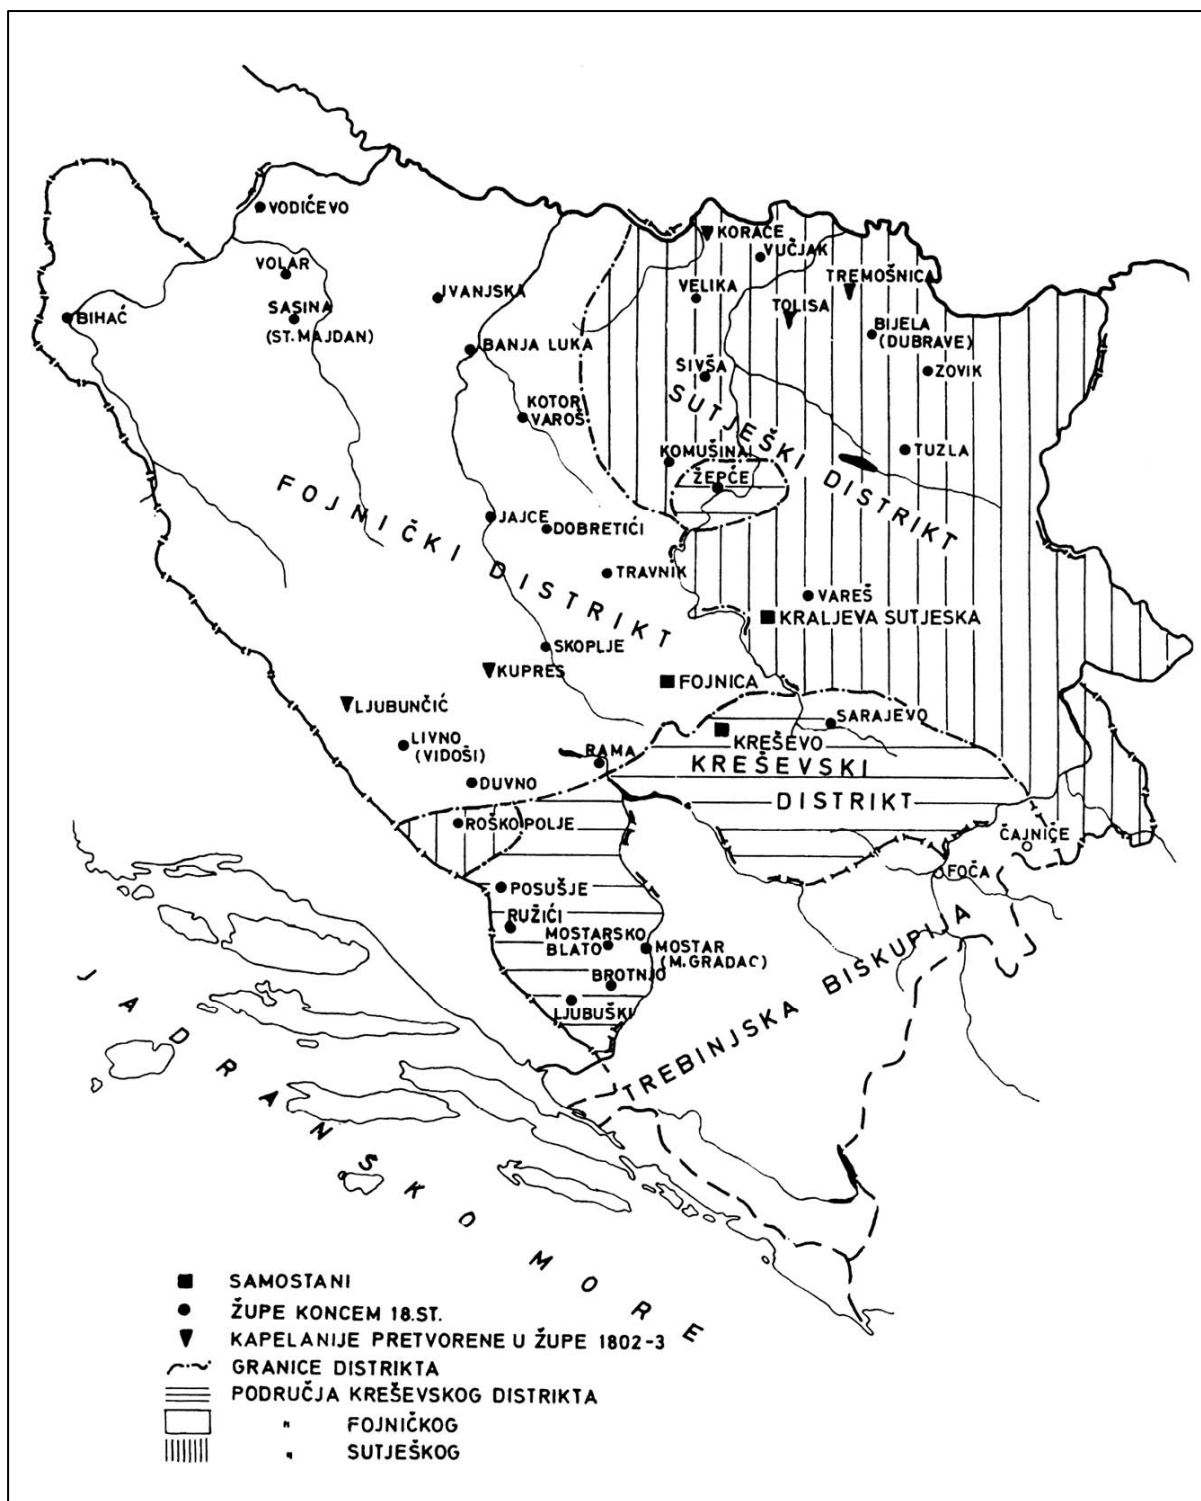 VODIĆEVO
VOLAR
SASINA
(ST. MAJDAN)
BIHAĆ
IVANJSKA
BANJA LUKA
KOTOR
VAROŠ
KORAĆE
VUČJAK
VELIKA
TREMOŠNICA
TOLISA
BIJELA
(DUBRAVE)
ZOVIK
SIVŠA
SUTJEŠKI DISTRIKT
TUZLA
KOMUŠINA
ŽEPČE
FOJNIČKI DISTRIKT
JAJCE
DOBRETIĆI
TRAVNIK
VAREŠ
KRALJEVA SUTJESKA
SKOPLJE
KUPRES
FOJNICA
LJUBUNČIĆ
SARAJEVO
LIVNO
(VIDOŠI)
KREŠEVO
RAMA
KREŠEVSKI
DISTRIKT
DUVNO
ROŠKO POLJE
ČAJNIČE
FOČA
POSUŠJE
RUŽIĆI
MOSTARSKO
BLATO
MOSTAR
(M.GRADAC)
BROTNJO
LJUBUŠKI
TREBINJSKA BISKUPIJA
JADRANSKO MORE
SAMOSTANI
ŽUPE KONCEM 18.ST.
KAPELANIJE PRETVORENE U ŽUPE 1802-3
GRANICE DISTRIKTA
PODRUČJA KREŠEVSKOG DISTRIKTA
" FOJNIČKOG
" SUTJEŠKOG